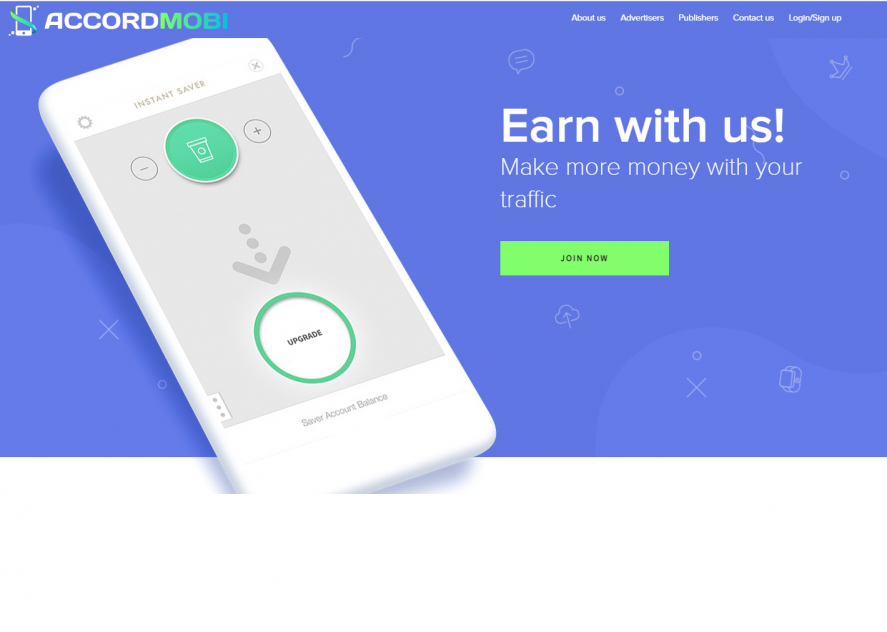 ACCORDMOBI
About us
Advertisers
Publishers
Contact us
Login/Sign up
INSTANT SAVER
Earn with us!
Make more money with your
traffic
JOIN NOW
UPGRADE
Saver Account Balance